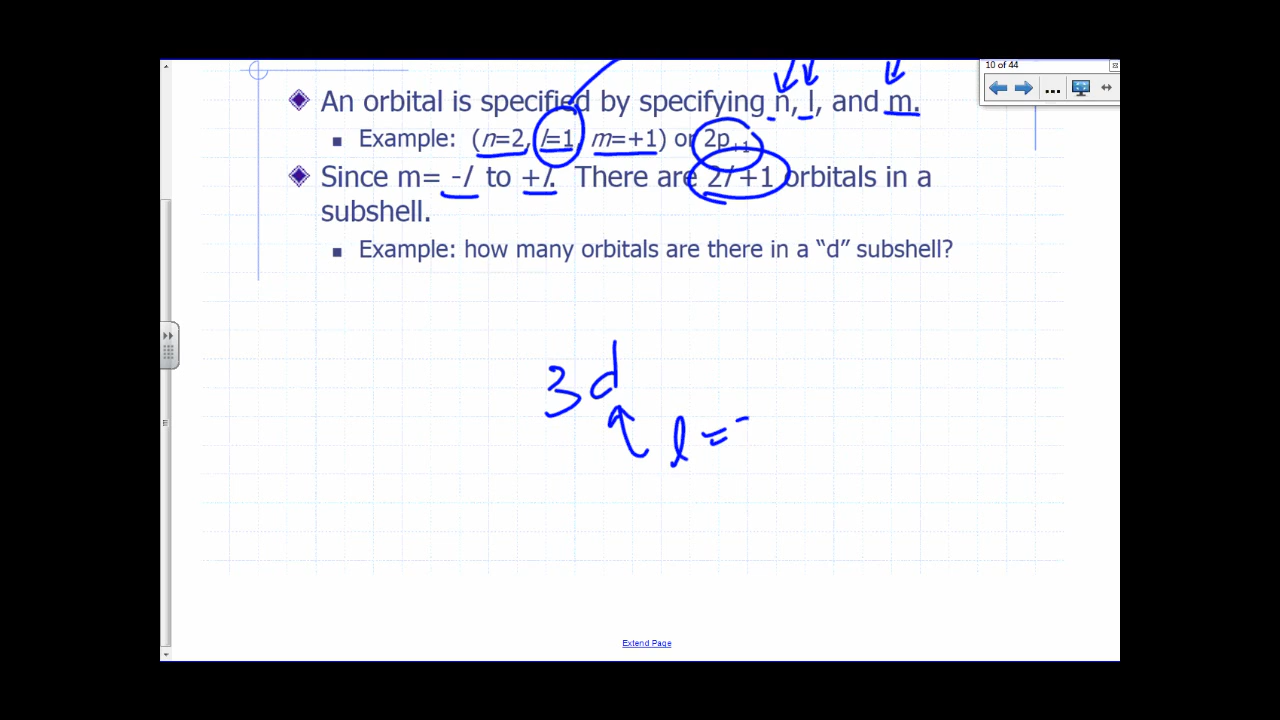 10 of 44
An orbital is specified by specifying n, l, and m.
Example: (n=2, l=1, m=+1) or 2p+1
Since m= -l to +l. There are 2l+1 orbitals in a
subshell.
Example: how many orbitals are there in a “d” subshell?
3d
l =
Extend Page